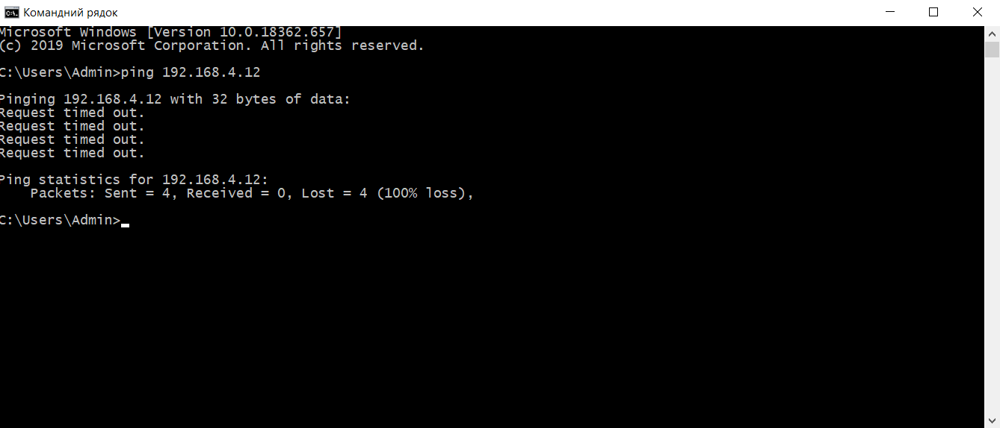 Командний рядок
Microsoft Windows [Version 10.0.18362.657]
(c) 2019 Microsoft Corporation. All rights reserved.
C:\Users\Admin>ping 192.168.4.12
Pinging 192.168.4.12 with 32 bytes of data:
Request timed out.
Request timed out.
Request timed out.
Request timed out.
Ping statistics for 192.168.4.12:
    Packets: Sent = 4, Received = 0, Lost = 4 (100% loss),
C:\Users\Admin>